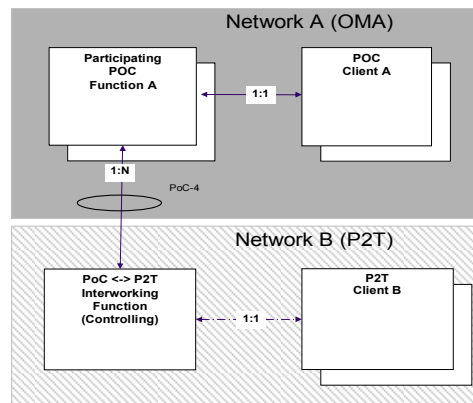 Network A (OMA)
Participating
POC
Function A
1:1
POC
Client A
1:N
PoC-4
Network B (P2T)
PoC <-> P2T
Interworking
Function
(Controlling)
1:1
P2T
Client B